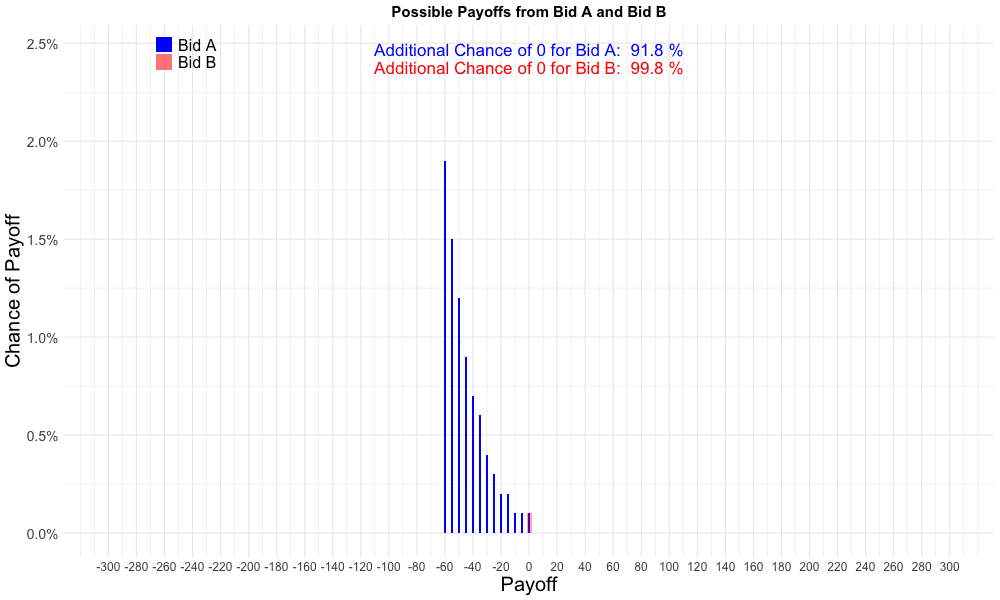 Possible Payoffs from Bid A and Bid B
Bid A
Bid B
Additional Chance of 0 for Bid A: 91.8 %
Additional Chance of 0 for Bid B: 99.8 %
Chance of Payoff
2.5%
2.0%
1.5%
1.0%
0.5%
0.0%
-300 -280 -260 -240 -220 -200 -180 -160 -140 -120 -100 -80 -60 -40 -20 0 20 40 60 80 100 120 140 160 180 200 220 240 260 280 300
Payoff